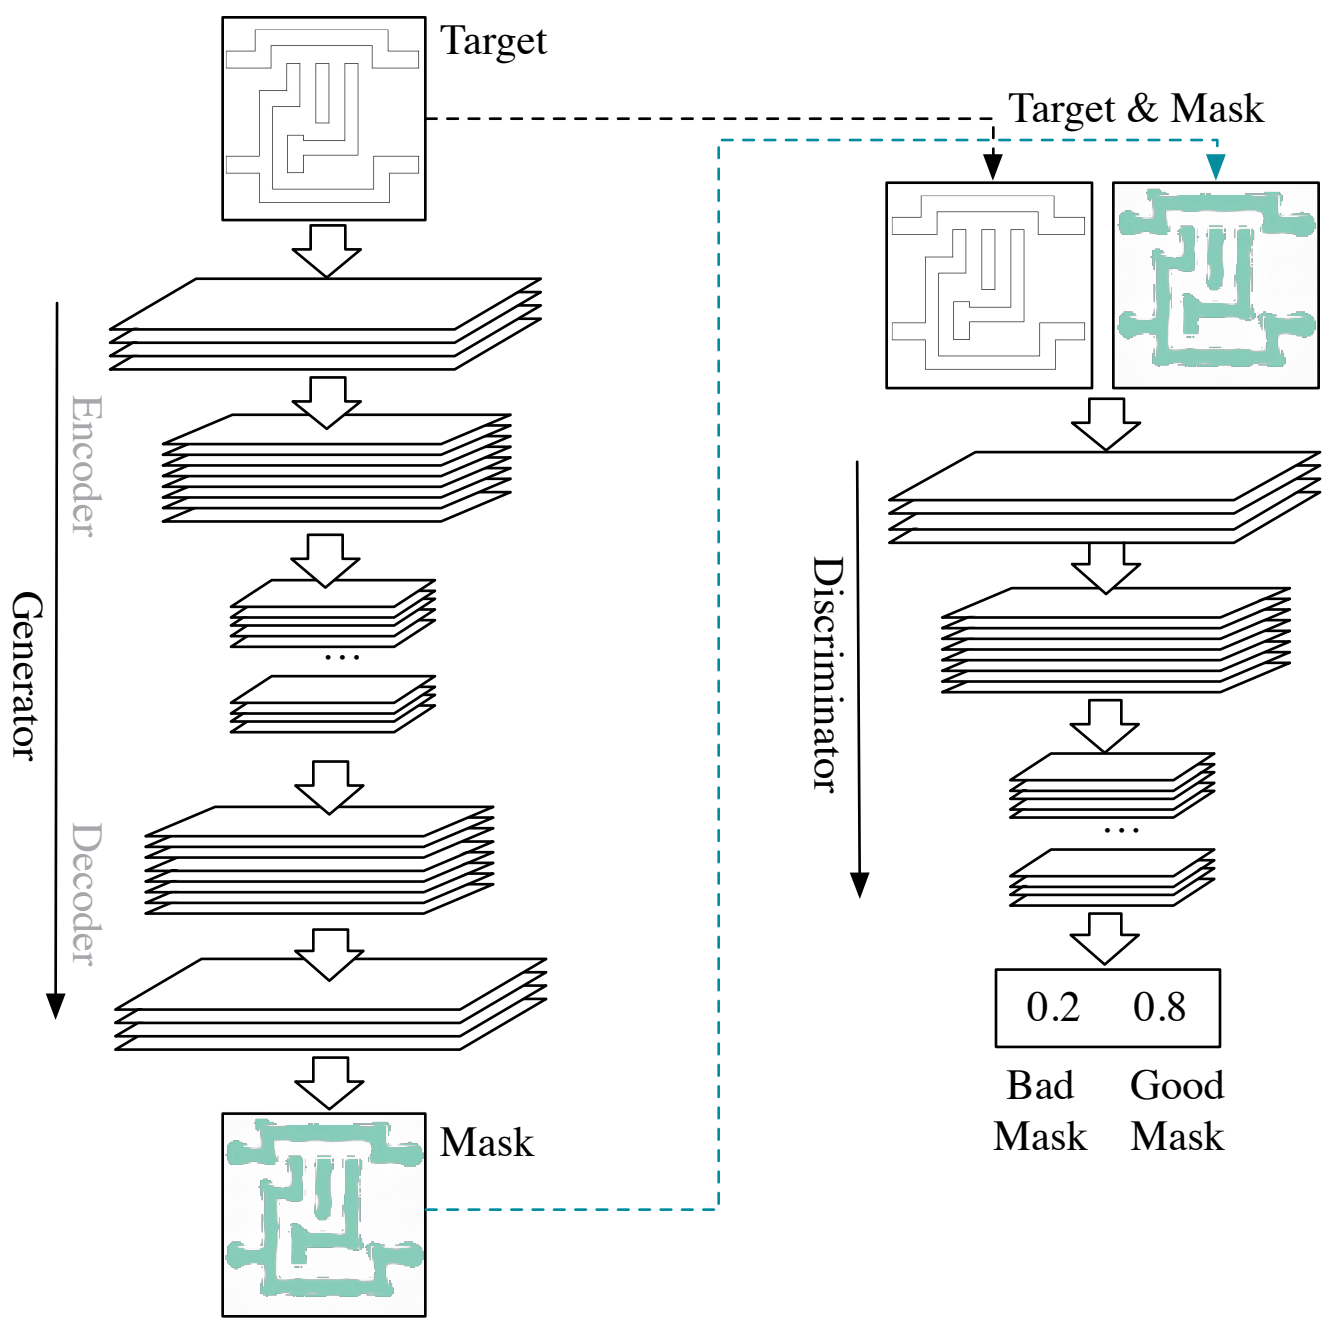 Target
Target & Mask
Encoder
Generator
Decoder
Discriminator
...
...
Mask
0.2 0.8
Bad Good
Mask Mask